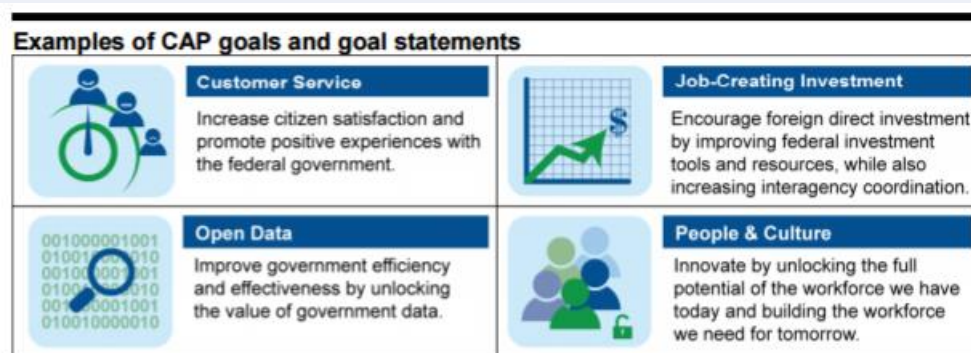 Examples of CAP goals and goal statements
Customer Service
Increase citizen satisfaction and
promote positive experiences with
the federal government.
Job-Creating Investment
Encourage foreign direct investment
by improving federal investment
tools and resources, while also
increasing interagency coordination.
$
Open Data
Improve government efficiency
and effectiveness by unlocking
the value of government data.
People & Culture
Innovate by unlocking the full
potential of the workforce we have
today and building the workforce
we need for tomorrow.
001000001001
010010000010